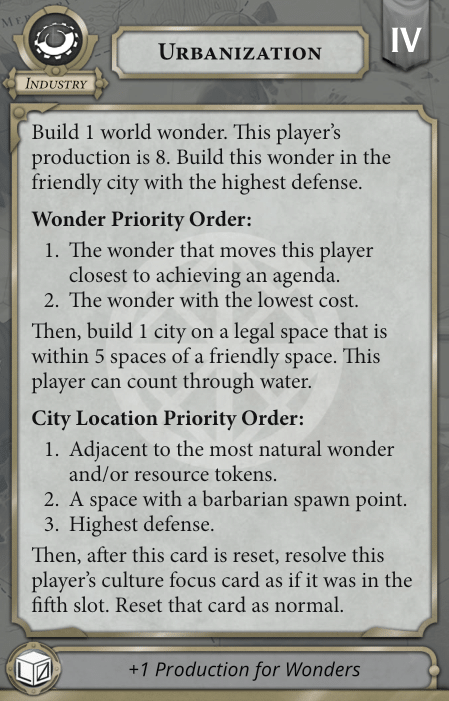 URBANIZATION
IV
INDUSTRY
Build 1 world wonder. This player's
production is 8. Build this wonder in the
friendly city with the highest defense.
Wonder Priority Order:
1. The wonder that moves this player
closest to achieving an agenda.
2. The wonder with the lowest cost.
Then, build 1 city on a legal space that is
within 5 spaces of a friendly space. This
player can count through water.
City Location Priority Order:
1. Adjacent to the most natural wonder
and/or resource tokens.
2. A space with a barbarian spawn point.
3. Highest defense.
Then, after this card is reset, resolve this
player's culture focus card as if it was in the
fifth slot. Reset that card as normal.
+1 Production for Wonders